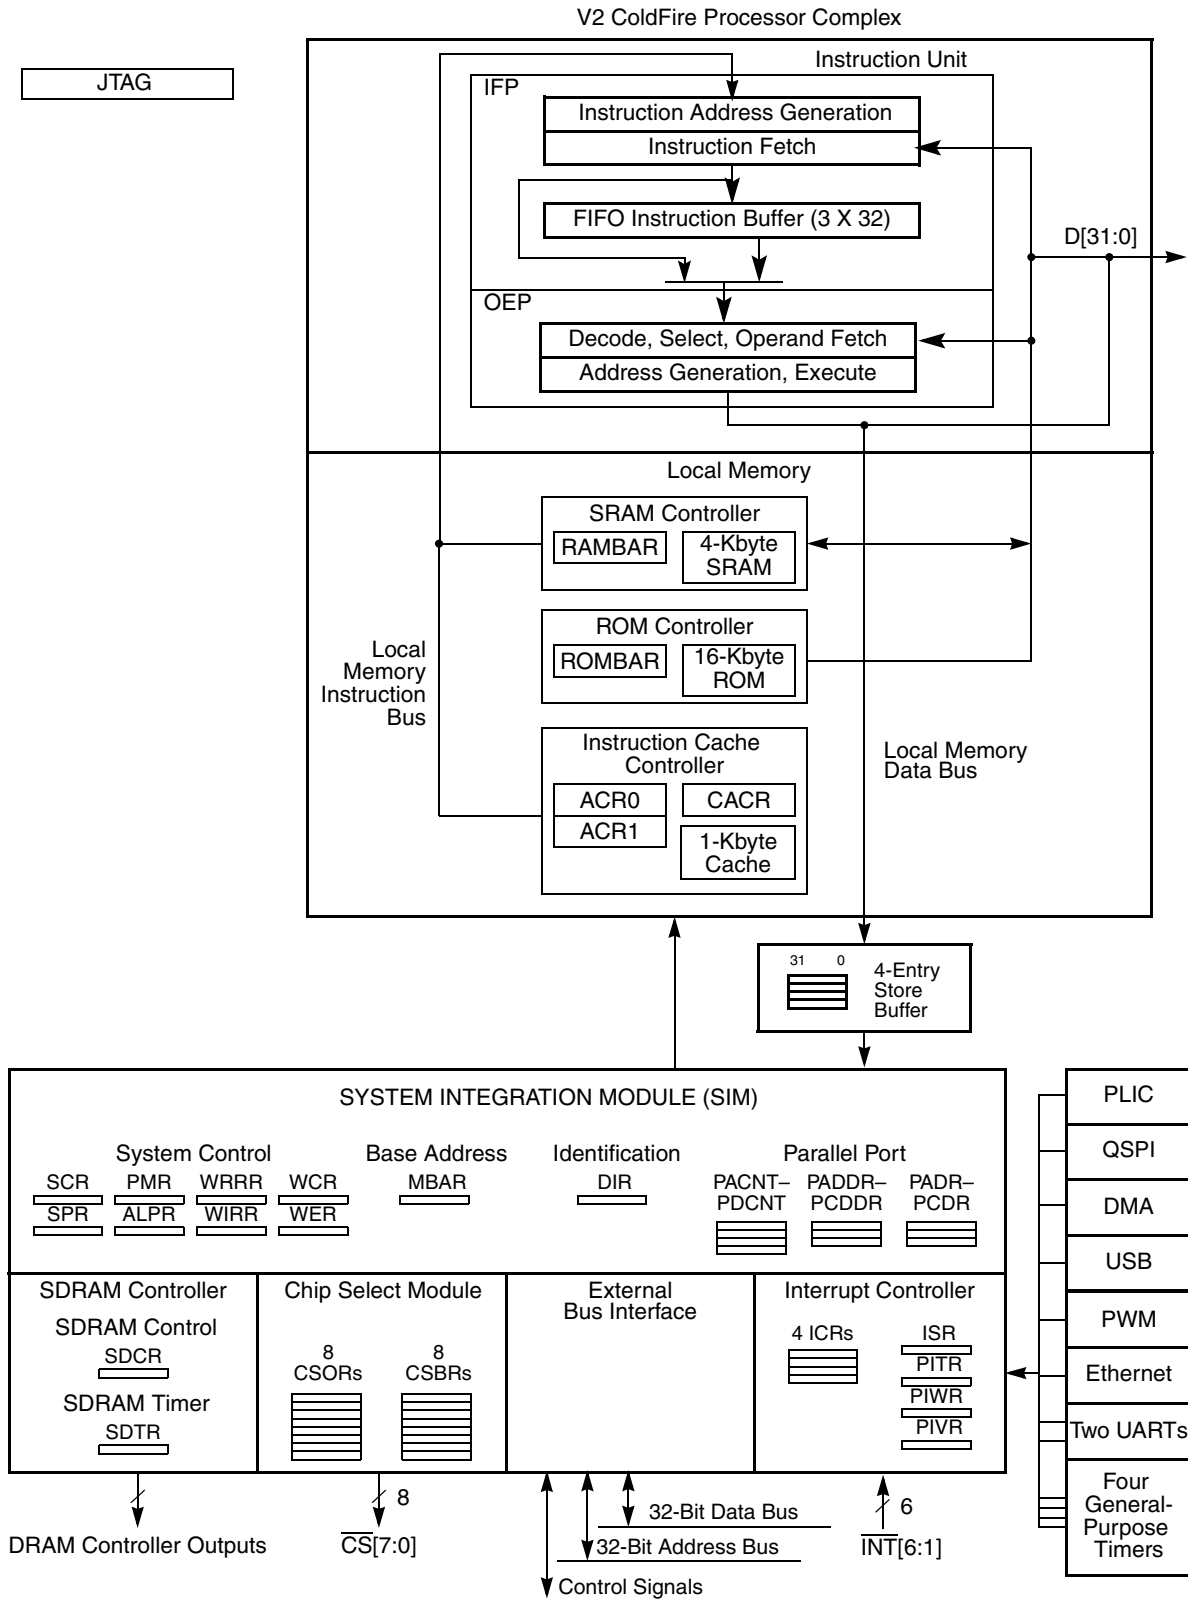 V2 ColdFire Processor Complex
JTAG
Instruction Unit
IFP
Instruction Address Generation
Instruction Fetch
FIFO Instruction Buffer (3 X 32)
D[31:0]
OEP
Decode, Select, Operand Fetch
Address Generation, Execute
Local Memory
SRAM Controller
RAMBAR
4-Kbyte
SRAM
ROM Controller
ROMBAR
16-Kbyte
ROM
Local
Memory
Instruction
Bus
Instruction Cache
Controller
ACR0
ACR1
CACR
1-Kbyte
Cache
Local Memory
Data Bus
31 0
4-Entry
Store
Buffer
SYSTEM INTEGRATION MODULE (SIM)
System Control
SCR PMR WRRR WCR
SPR ALPR WIRR WER
Base Address
MBAR
Identification
DIR
Parallel Port
PACNT–
PDCNT
PADDR–
PCDDR
PADR–
PCDR
SDRAM Controller
SDRAM Control
SDCR
SDRAM Timer
SDTR
Chip Select Module
8
CSORs
8
CSBRs
External
Bus Interface
Interrupt Controller
4 ICRs
ISR
PITR
PIWR
PIVR
PLIC
QSPI
DMA
USB
PWM
Ethernet
Two UARTs
Four
General-
Purpose
Timers
DRAM Controller Outputs
8
CS[7:0]
32-Bit Data Bus
32-Bit Address Bus
Control Signals
6
INT[6:1]